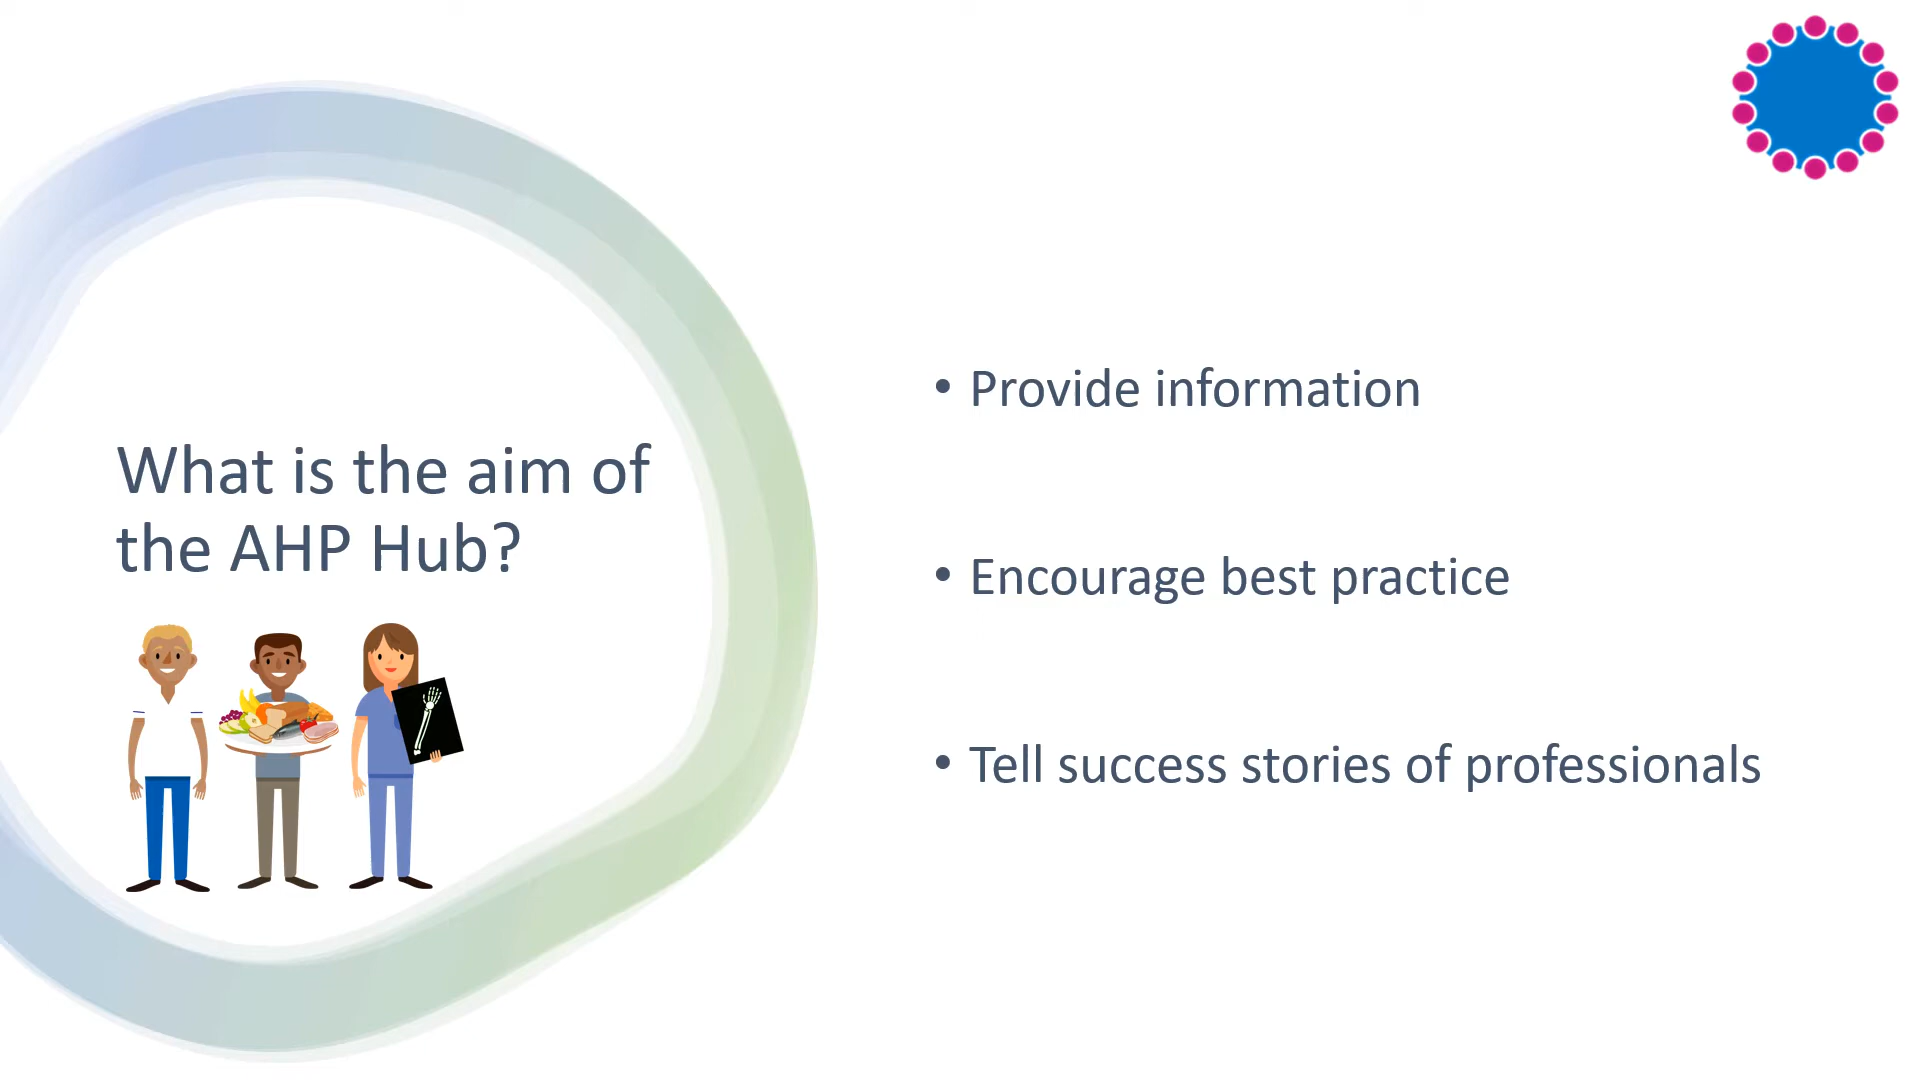 What is the aim of
the AHP Hub?
• Provide information
• Encourage best practice
• Tell success stories of professionals